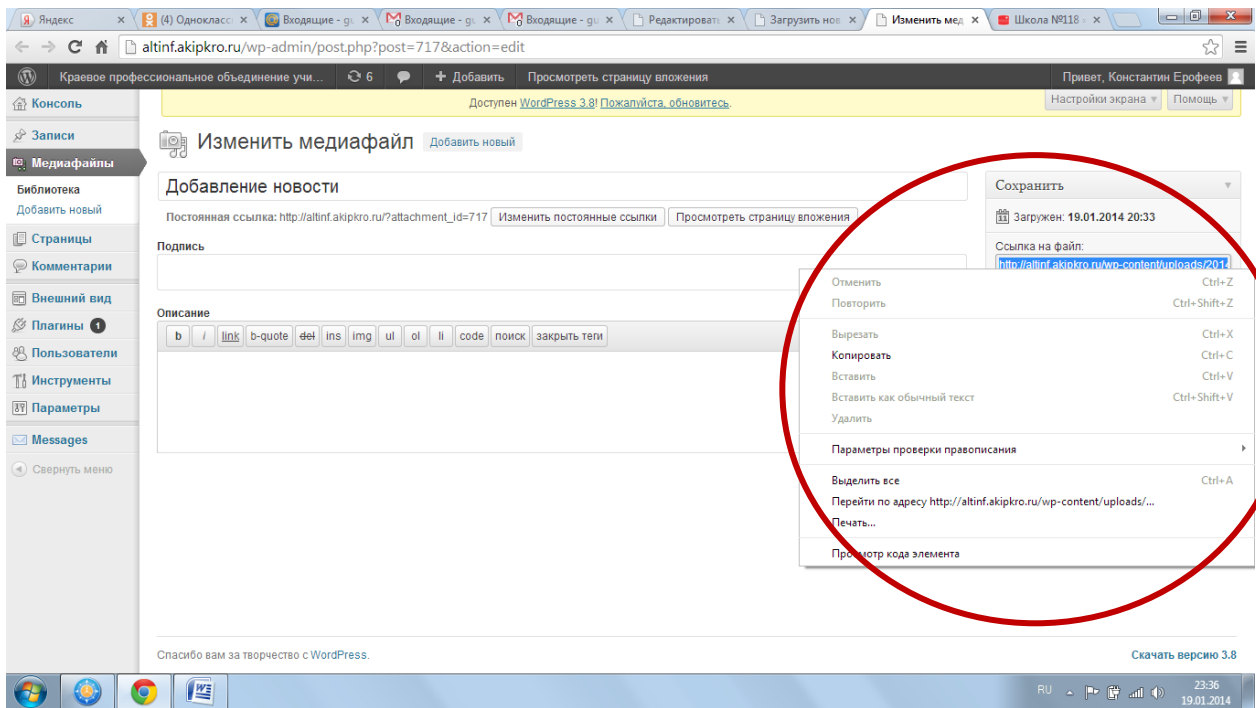 Яндекс
(4) Одноклассн
Входящие - gu
Входящие - gu
Входящие - gu
Редактировать
Загрузить нов
Изменить мед
Школа №118 «
altinf.akipkro.ru/wp-admin/post.php?post=717&action=edit
Краевое профессиональное объединение учи... 6 Добавить Просмотреть страницу вложения Привет, Константин Ерофеев
Консоль
Доступен WordPress 3.8! Пожалуйста, обновитесь.
Настройки экрана Помощь
Записи
Изменить медиафайл Добавить новый
Медиафайлы
Библиотека
Добавить новый
Страницы
Комментарии
Внешний вид
Плагины 1
Пользователи
Инструменты
Параметры
Messages
Свернуть меню
Добавление новости
Постоянная ссылка: http://altinf.akipkro.ru/?attachment_id=717 Изменить постоянные ссылки Просмотреть страницу вложения
Подпись
Описание
b i link b-quote del ins img ul ol li code поиск закрыть теги
Сохранить
Загружен: 19.01.2014 20:33
Ссылка на файл:
http://altinf.akipkro.ru/wp-content/uploads/201
Отменить Ctrl+Z
Повторить Ctrl+Shift+Z
Вырезать Ctrl+X
Копировать Ctrl+C
Вставить Ctrl+V
Вставить как обычный текст Ctrl+Shift+V
Удалить
Параметры проверки правописания
Выделить все Ctrl+A
Перейти по адресу http://altinf.akipkro.ru/wp-content/uploads/...
Печать...
Просмотр кода элемента
Спасибо вам за творчество с WordPress.
Скачать версию 3.8
RU
23:36
19.01.2014